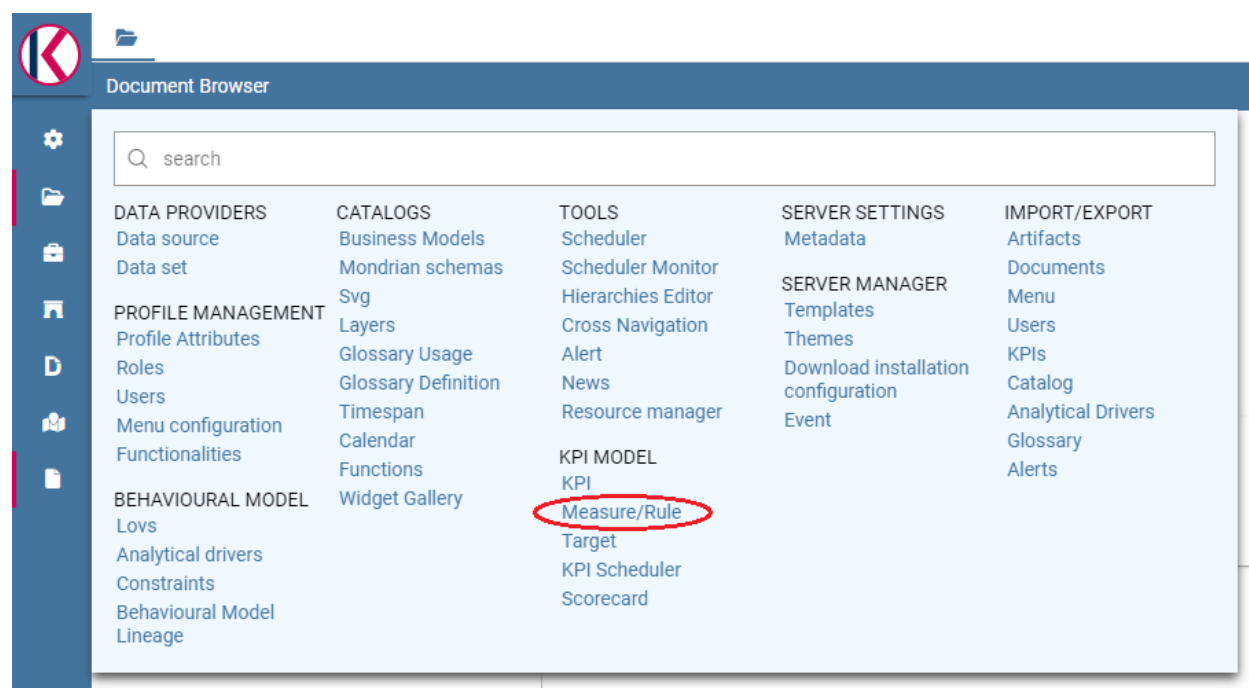 Document Browser
search
DATA PROVIDERS
Data source
Data set
PROFILE MANAGEMENT
Profile Attributes
Roles
Users
Menu configuration
Functionalities
BEHAVIOURAL MODEL
Lovs
Analytical drivers
Constraints
Behavioural Model
Lineage
CATALOGS
Business Models
Mondrian schemas
Svg
Layers
Glossary Usage
Glossary Definition
Timespan
Calendar
Functions
Widget Gallery
TOOLS
Scheduler
Scheduler Monitor
Hierarchies Editor
Cross Navigation
Alert
News
Resource manager
KPI MODEL
KPI
Measure/Rule
Target
KPI Scheduler
Scorecard
SERVER SETTINGS
Metadata
SERVER MANAGER
Templates
Themes
Download installation
configuration
Event
IMPORT/EXPORT
Artifacts
Documents
Menu
Users
KPIs
Catalog
Analytical Drivers
Glossary
Alerts